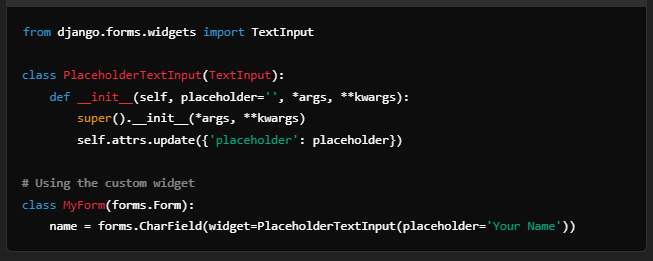 from django.forms.widgets import TextInput
class PlaceholderTextInput(TextInput):
def __init__(self, placeholder='', *args, **kwargs):
super().__init__(*args, **kwargs)
self.attrs.update({'placeholder': placeholder})
# Using the custom widget
class MyForm(forms.Form):
name = forms.CharField(widget=PlaceholderTextInput(placeholder='Your Name'))